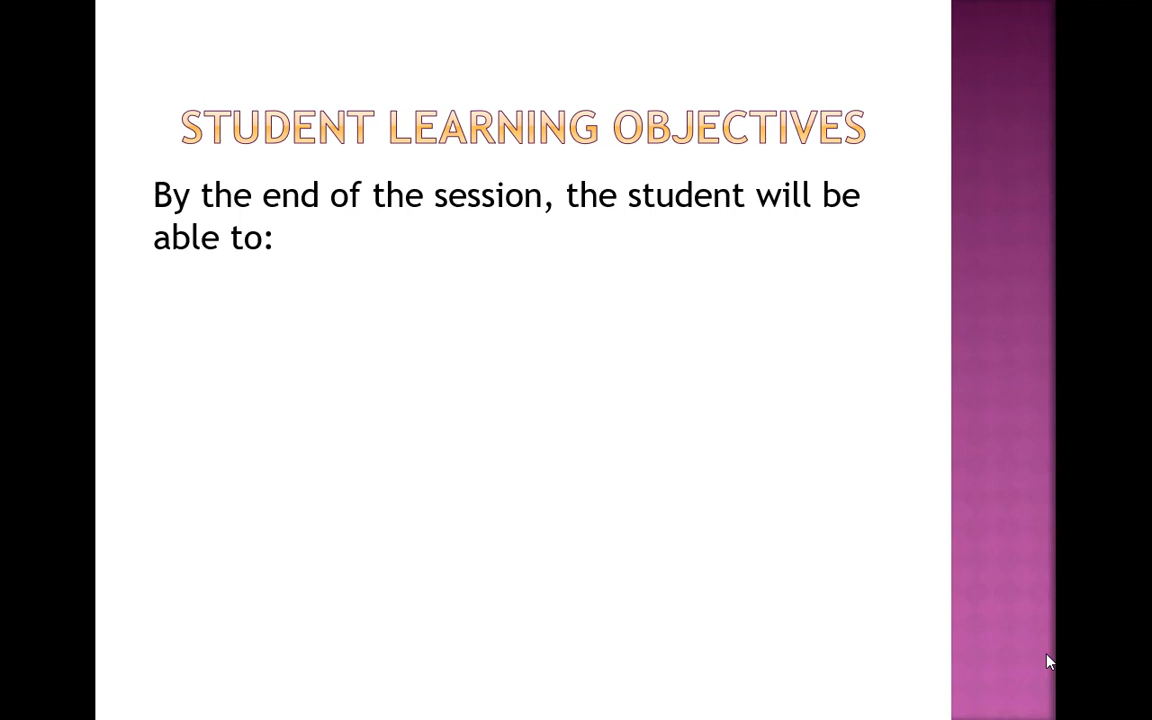 STUDENT LEARNING OBJECTIVES
By the end of the session, the student will be
able to: